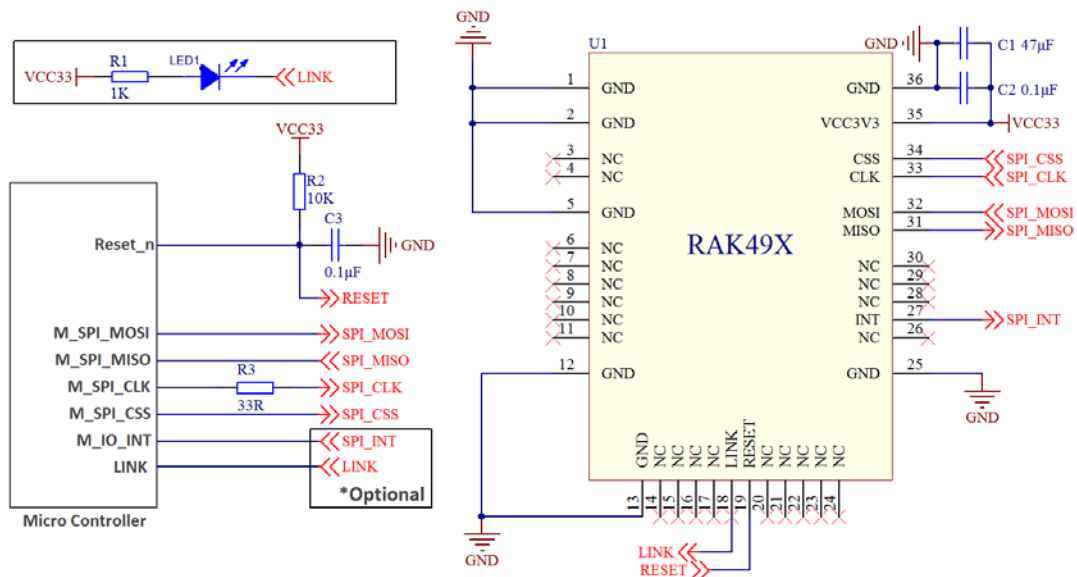 VCC33
R1
1K
LED1
LINK
VCC33
R2
10K
C3
0.1μF
GND
Reset_n
RESET
M_SPI_MOSI
SPI_MOSI
M_SPI_MISO
SPI_MISO
M_SPI_CLK
R3
33R
SPI_CLK
M_SPI_CSS
SPI_CSS
M_IO_INT
SPI_INT
LINK
LINK
*Optional
Micro Controller
GND
U1
RAK49X
1 GND
2 GND
3 NC
4 NC
5 GND
6 NC
7 NC
8 NC
9 NC
10 NC
11 NC
12 GND
GND
13 GND
14 NC
15 NC
16 NC
17 NC
18 LINK
19 RESET
20 NC
21 NC
22 NC
23 NC
24 NC
LINK
RESET
GND
C1 47μF
C2 0.1μF
GND 36
VCC3V3 35
VCC33
CSS 34 SPI_CSS
CLK 33 SPI_CLK
MOSI 32 SPI_MOSI
MISO 31 SPI_MISO
NC 30
NC 29
NC 28
INT 27 SPI_INT
NC 26
GND 25
GND